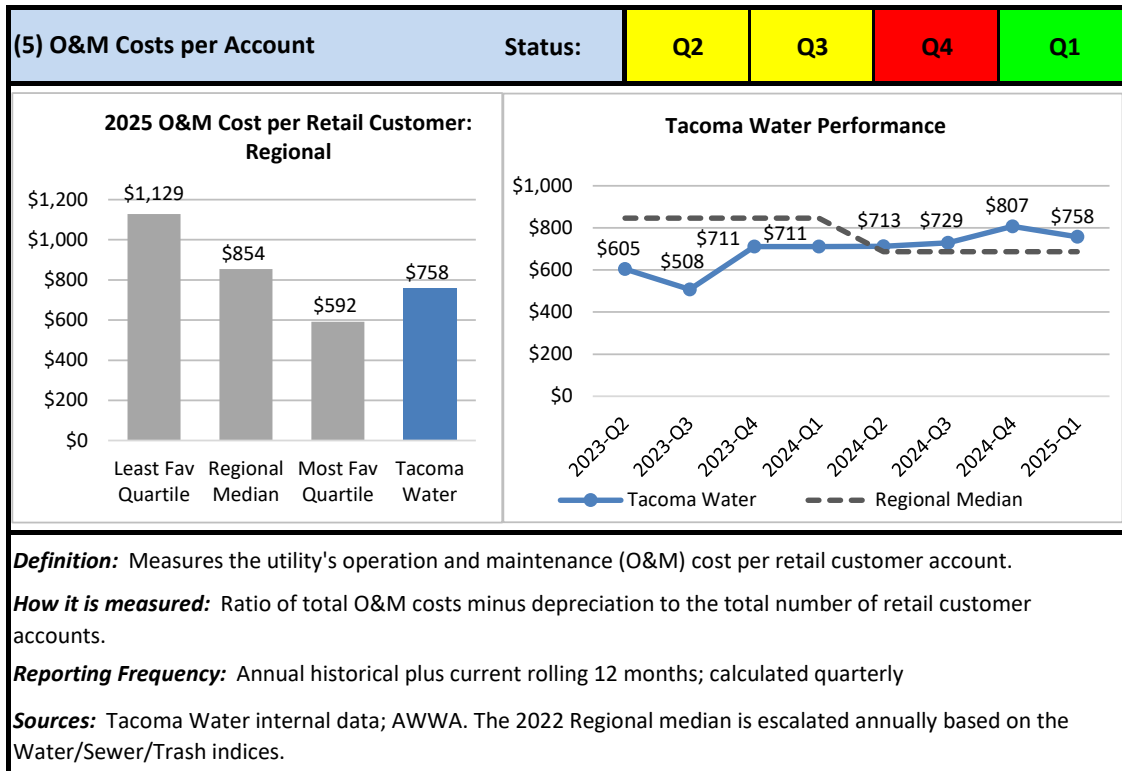 (5) O&M Costs per Account Status: Q2 Q3 Q4 Q1
2025 O&M Cost per Retail Customer:
Regional
$1,200
$1,000
$800
$600
$400
$200
$0
$1,129
$854
$592
$758
Least Fav
Quartile
Regional
Median
Most Fav
Quartile
Tacoma
Water
Tacoma Water Performance
$1,000
$800
$600
$400
$200
$0
$605
$508
$711
$711
$713
$729
$807
$758
2023-Q2
2023-Q3
2023-Q4
2024-Q1
2024-Q2
2024-Q3
2024-Q4
2025-Q1
Tacoma Water
Regional Median
Definition: Measures the utility's operation and maintenance (O&M) cost per retail customer account.
How it is measured: Ratio of total O&M costs minus depreciation to the total number of retail customer
accounts.
Reporting Frequency: Annual historical plus current rolling 12 months; calculated quarterly
Sources: Tacoma Water internal data; AWWA. The 2022 Regional median is escalated annually based on the
Water/Sewer/Trash indices.